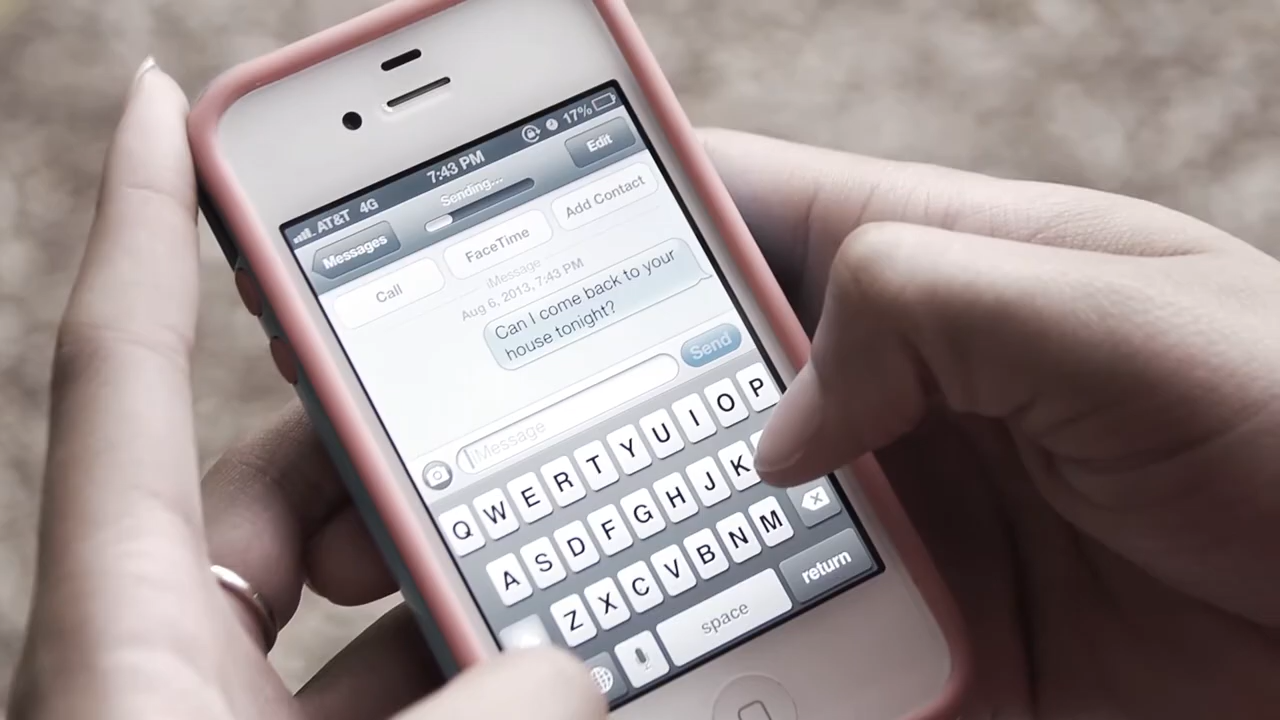 AT&T 4G 7:43 PM 17%
Messages Sending... Edit
Call FaceTime Add Contact
iMessage
Aug 6, 2013, 7:43 PM
Can I come back to your
house tonight?
iMessage Send
Q W E R T Y U I O P
A S D F G H J K
Z X C V B N M
space return